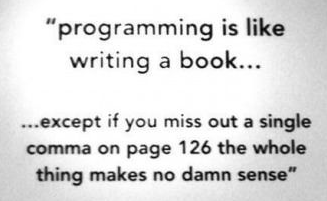 “programming is like
writing a book...
...except if you miss out a single
comma on page 126 the whole
thing makes no damn sense”